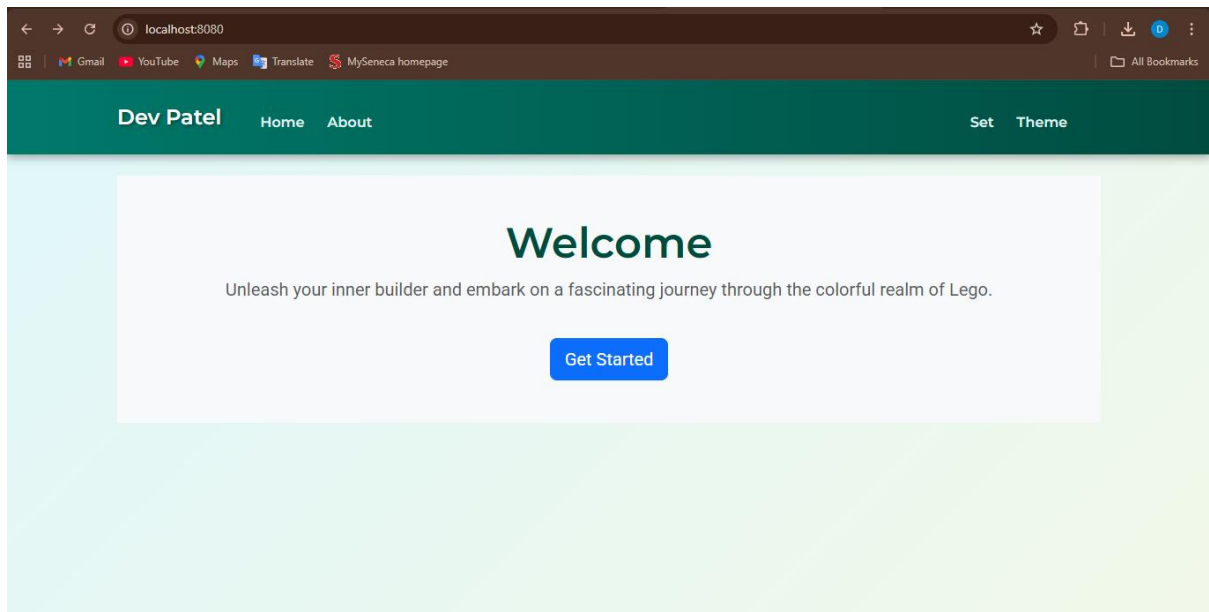 localhost:8080
Gmail YouTube Maps Translate MySeneca homepage All Bookmarks
Dev Patel Home About Set Theme
Welcome
Unleash your inner builder and embark on a fascinating journey through the colorful realm of Lego.
Get Started